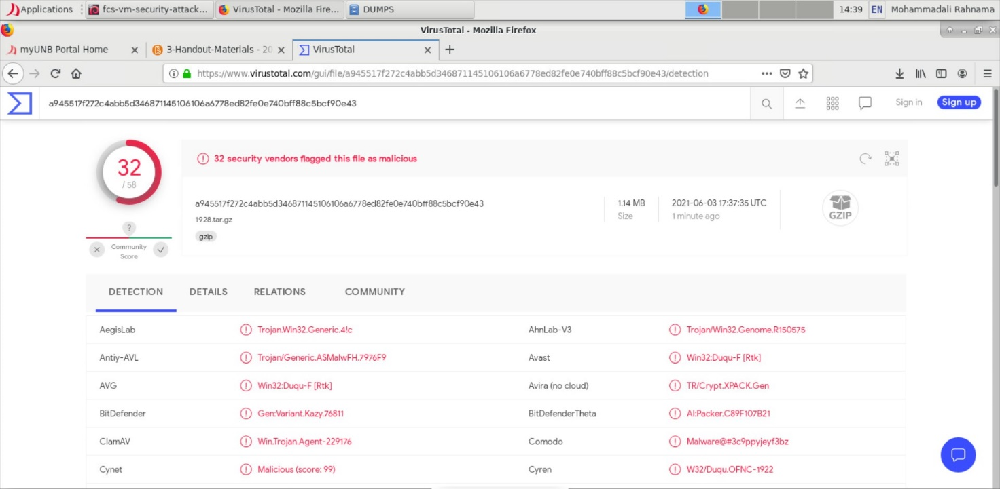 Applications fcs-vm-security-attack... VirusTotal - Mozilla Fire... DUMPS 14:39 EN Mohammadali Rahnama
VirusTotal - Mozilla Firefox
myUNB Portal Home 3-Handout-Materials - 20 VirusTotal
https://www.virustotal.com/gui/file/a945517f272c4abb5d346871145106106a6778ed82fe0e740bff88c5bcf90e43/detection
a945517f272c4abb5d346871145106106a6778ed82fe0e740bff88c5bcf90e43 Sign in Sign up
32
/ 58
32 security vendors flagged this file as malicious
?
Community
Score
a945517f272c4abb5d346871145106106a6778ed82fe0e740bff88c5bcf90e43
1928.tar.gz
gzip
1.14 MB
Size
2021-06-03 17:37:35 UTC
1 minute ago
GZIP
DETECTION DETAILS RELATIONS COMMUNITY
AegisLab Trojan.Win32.Generic.4!c AhnLab-V3 Trojan/Win32.Genome.R150575
Antiy-AVL Trojan/Generic.ASMalwFH.7976F9 Avast Win32:Duqu-F [Rtk]
AVG Win32:Duqu-F [Rtk] Avira (no cloud) TR/Crypt.XPACK.Gen
BitDefender Gen:Variant.Kazy.76811 BitDefenderTheta AI:Packer.C89F107B21
ClamAV Win.Trojan.Agent-229176 Comodo Malware@#3c9ppyjeyf3bz
Cynet Malicious (score: 99) Cyren W32/Duqu.OFNC-1922